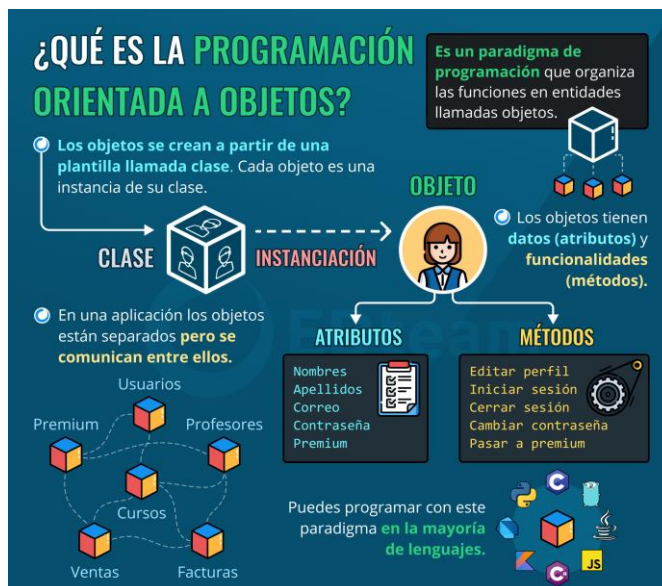 ¿QUÉ ES LA PROGRAMACIÓN
ORIENTADA A OBJETOS?
Es un paradigma de
programación que organiza
las funciones en entidades
llamadas objetos.
Los objetos se crean a partir de una
plantilla llamada clase. Cada objeto es una
instancia de su clase.
CLASE
INSTANCIACIÓN
OBJETO
Los objetos tienen
datos (atributos) y
funcionalidades
(métodos).
En una aplicación los objetos
están separados pero se
comunican entre ellos.
Usuarios
Premium
Profesores
Cursos
Ventas
Facturas
ATRIBUTOS
Nombres
Apellidos
Correo
Contraseña
Premium
MÉTODOS
Editar perfil
Iniciar sesión
Cerrar sesión
Cambiar contraseña
Pasar a premium
Puedes programar con este
paradigma en la mayoría
de lenguajes.
C
JS
C#
EDteam